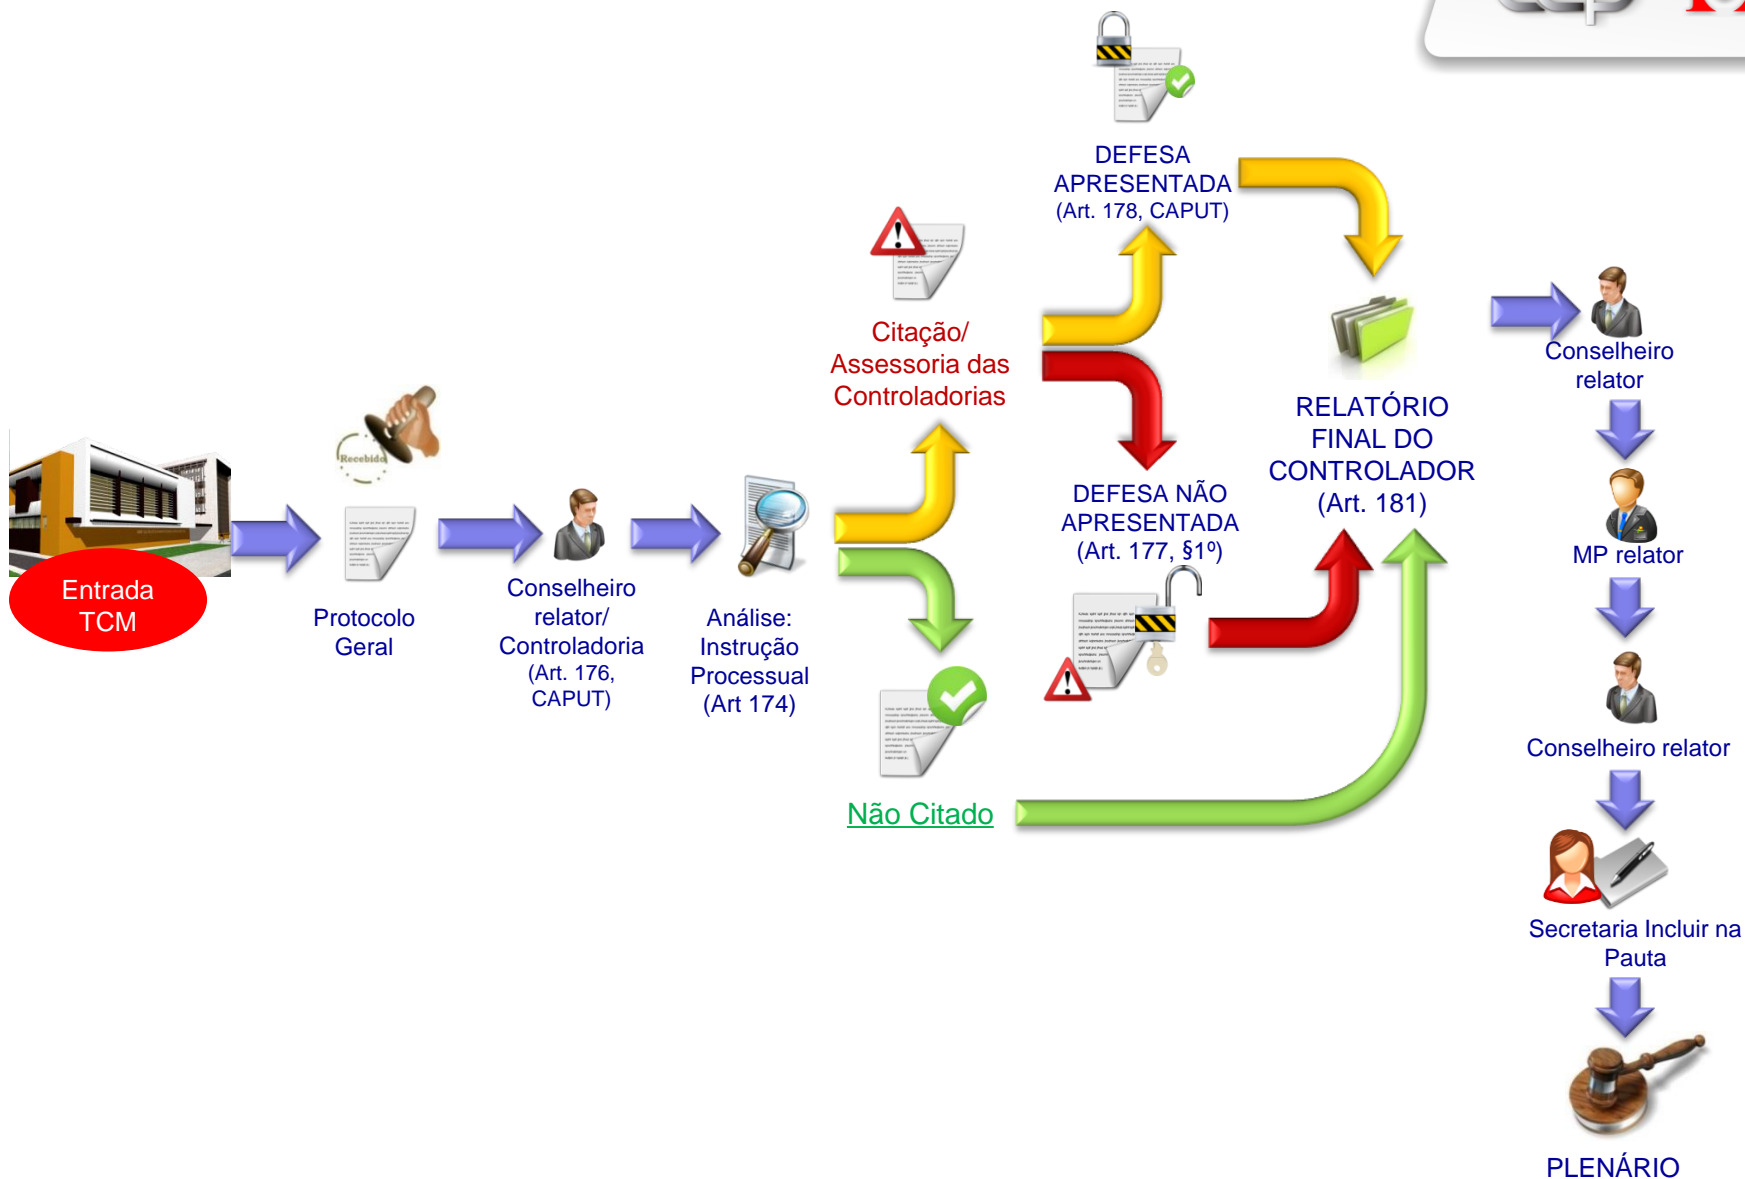 Entrada
TCM
Recebido
Protocolo
Geral
Conselheiro
relator/
Controladoria
(Art. 176,
CAPUT)
Análise:
Instrução
Processual
(Art 174)
Citação/
Assessoria das
Controladorias
Não Citado
DEFESA
APRESENTADA
(Art. 178, CAPUT)
DEFESA NÃO
APRESENTADA
(Art. 177, §1º)
RELATÓRIO
FINAL DO
CONTROLADOR
(Art. 181)
Conselheiro
relator
MP relator
Conselheiro relator
Secretaria Incluir na
Pauta
PLENÁRIO